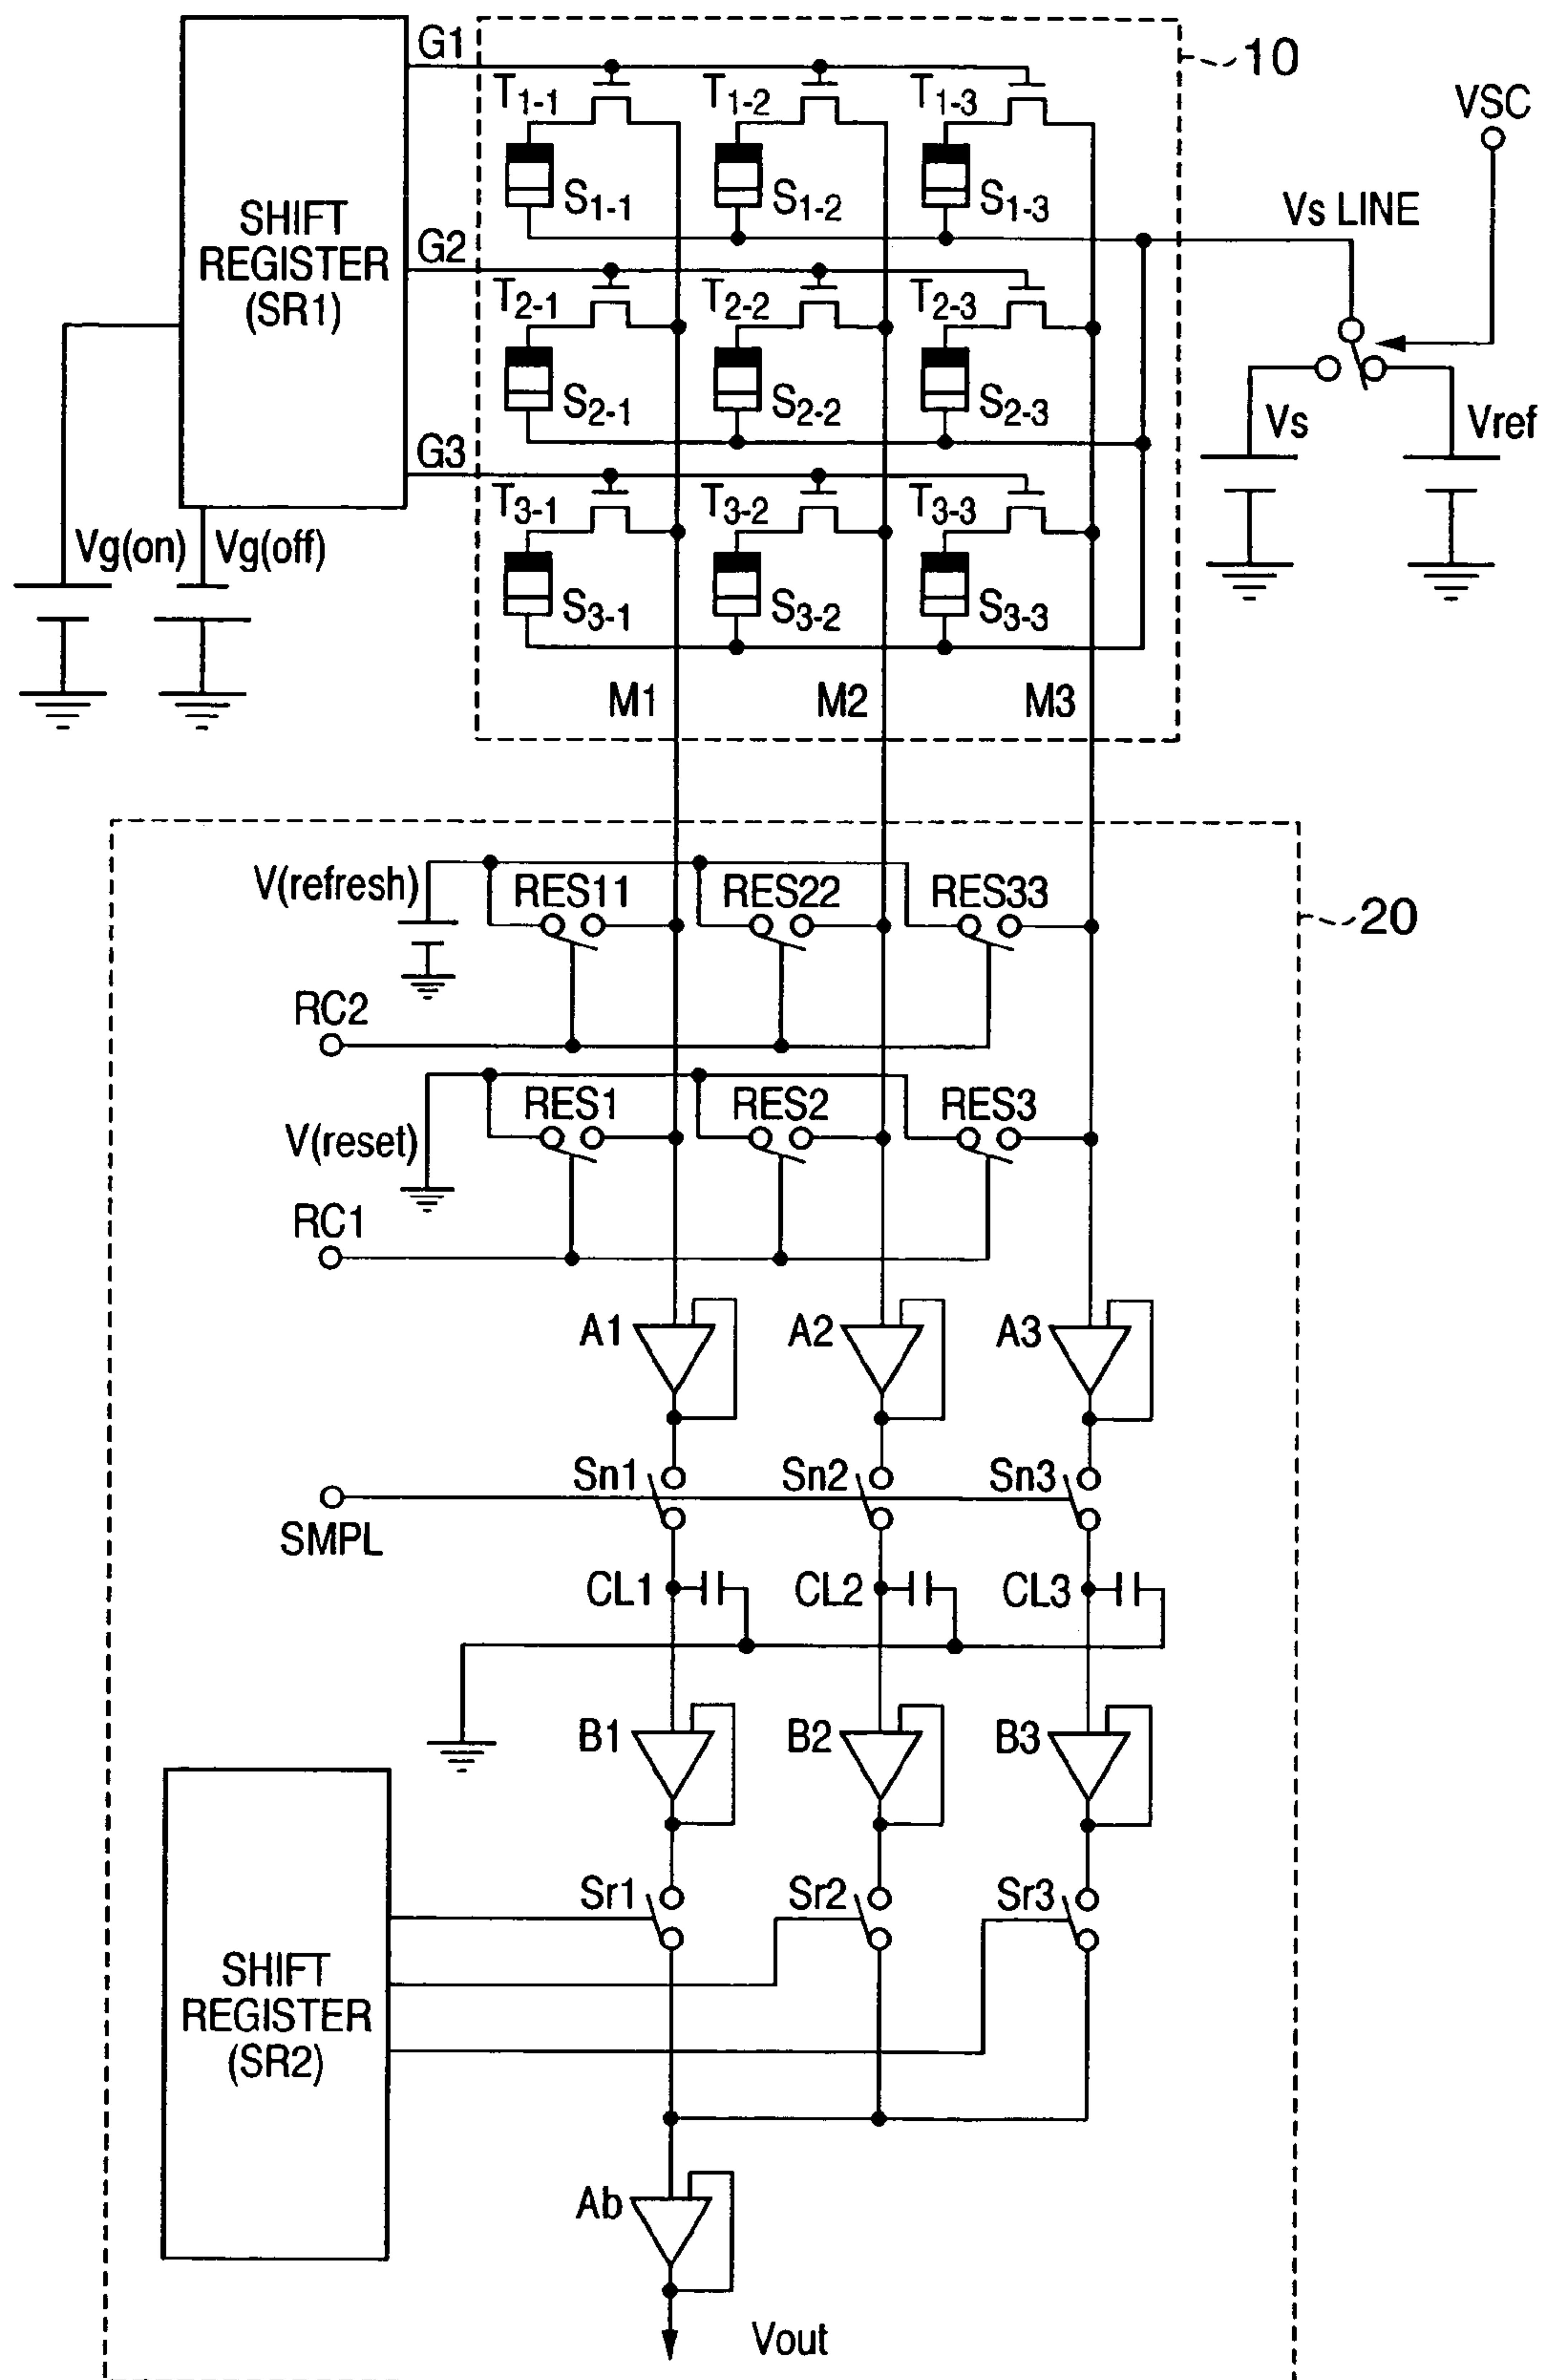 G1
10
T1-1
T1-2
T1-3
VSC
S1-1
S1-2
S1-3
Vs LINE
SHIFT
REGISTER
(SR1)
G2
T2-1
T2-2
T2-3
S2-1
S2-2
S2-3
Vs
Vref
G3
T3-1
T3-2
T3-3
Vg(on)
Vg(off)
S3-1
S3-2
S3-3
M1
M2
M3
V(refresh)
RES11
RES22
RES33
20
RC2
RES1
RES2
RES3
V(reset)
RC1
A1
A2
A3
Sn1
Sn2
Sn3
SMPL
CL1
CL2
CL3
B1
B2
B3
Sr1
Sr2
Sr3
SHIFT
REGISTER
(SR2)
Ab
Vout